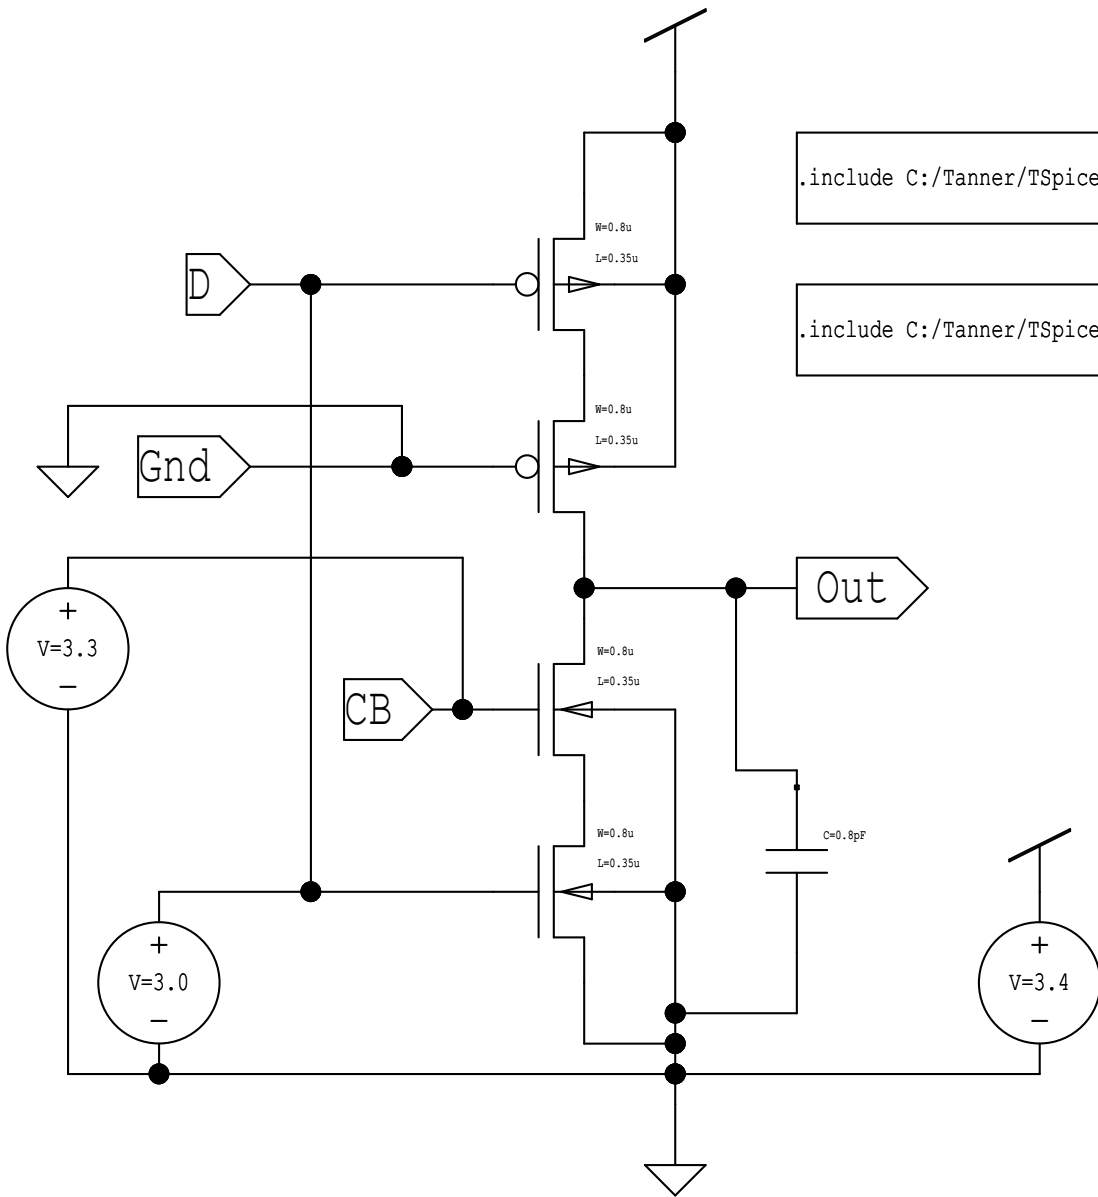 .include C:/Tanner/TSpice
W=0.8u
L=0.35u
D
.include C:/Tanner/TSpice
W=0.8u
L=0.35u
Gnd
Out
+
V=3.3
−
W=0.8u
L=0.35u
CB
W=0.8u
L=0.35u
C=0.8pF
+
V=3.0
−
+
V=3.4
−